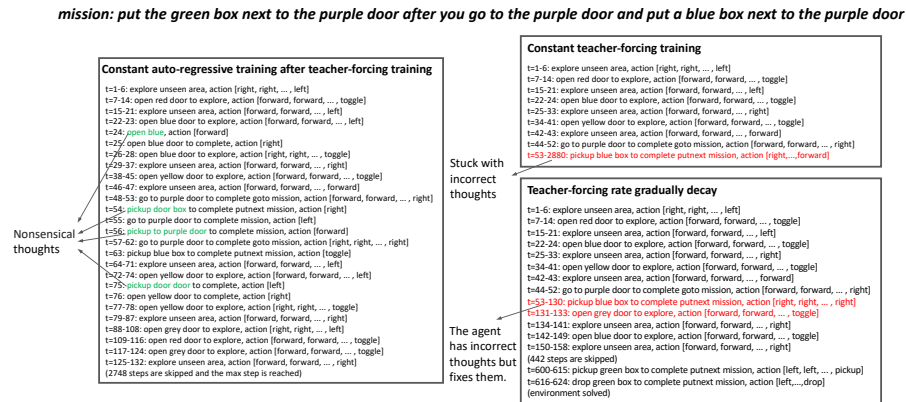 mission: put the green box next to the purple door after you go to the purple door and put a blue box next to the purple door
Constant auto-regressive training after teacher-forcing training
t=1-6: explore unseen area, action [right, right, ... , left]
t=7-14: open red door to explore, action [forward, forward, ... , toggle]
t=15-21: explore unseen area, action [forward, forward, ... , left]
t=22-23: open blue door to explore, action [forward, forward, ... , left]
t=24: open blue, action [forward]
t=25: open blue door to complete, action [right]
t=26-28: open blue door to explore, action [right, right, ... , toggle]
t=29-37: explore unseen area, action [forward, forward, ... , right]
t=38-45: open yellow door to explore, action [forward, forward, ... , toggle]
t=46-47: explore unseen area, action [forward, forward, ... , forward]
t=48-53: go to purple door to complete goto mission, action [forward, forward, ... , right]
t=54: pickup door box to complete putnext mission, action [right]
t=55: go to purple door to complete mission, action [left]
t=56: pickup to purple door to complete mission, action [forward]
t=57-62: go to purple door to complete goto mission, action [right, right, right, ... , right]
t=63: pickup blue box to complete putnext mission, action [toggle]
t=64-71: explore unseen area, action [forward, forward, ... , right]
t=72-74: open yellow door to explore, action [forward, forward, ... , left]
t=75: pickup door door to complete, action [left]
t=76: open yellow door to complete, action [right]
t=77-78: open yellow door to explore, action [right, right, ... , toggle]
t=79-87: explore unseen area, action [forward, forward, ... , right]
t=88-108: open grey door to explore, action [right, right, ... , left]
t=109-116: open red door to explore, action [forward, forward, ... , toggle]
t=117-124: open grey door to explore, action [forward, forward, ... , toggle]
t=125-132: explore unseen area, action [forward, forward, ... , right]
(2748 steps are skipped and the max step is reached)
Nonsensical
thoughts
Constant teacher-forcing training
t=1-6: explore unseen area, action [right, right, ... , left]
t=7-14: open red door to explore, action [forward, forward, ... , toggle]
t=15-21: explore unseen area, action [forward, forward, ... , left]
t=22-24: open blue door to explore, action [forward, forward, ... , toggle]
t=25-33: explore unseen area, action [forward, forward, ... , right]
t=34-41: open yellow door to explore, action [forward, forward, ... , toggle]
t=42-43: explore unseen area, action [forward, forward, ... , forward]
t=44-52: go to purple door to complete goto mission, action [forward, forward, ... , right]
t=53-2880: pickup blue box to complete putnext mission, action [right,...,forward]
Stuck with
incorrect
thoughts
Teacher-forcing rate gradually decay
t=1-6: explore unseen area, action [right, right, ... , left]
t=7-14: open red door to explore, action [forward, forward, ... , toggle]
t=15-21: explore unseen area, action [forward, forward, ... , left]
t=22-24: open blue door to explore, action [forward, forward, ... , toggle]
t=25-33: explore unseen area, action [forward, forward, ... , right]
t=34-41: open yellow door to explore, action [forward, forward, ... , toggle]
t=42-43: explore unseen area, action [forward, forward, ... , forward]
t=44-52: go to purple door to complete goto mission, action [forward, forward, ... , right]
t=53-130: pickup blue box to complete putnext mission, action [right, right, ... , right]
t=131-133: open grey door to explore, action [forward, forward, ... , toggle]
t=134-141: explore unseen area, action [forward, forward, ... , right]
t=142-149: open blue door to explore, action [forward, forward, ... , toggle]
t=150-158: explore unseen area, action [forward, forward, ... , right]
(442 steps are skipped)
t=600-615: pickup green box to complete putnext mission, action [left, left, ... , pickup]
t=616-624: drop green box to complete putnext mission, action [left,...,drop]
(environment solved)
The agent
has incorrect
thoughts but
fixes them.